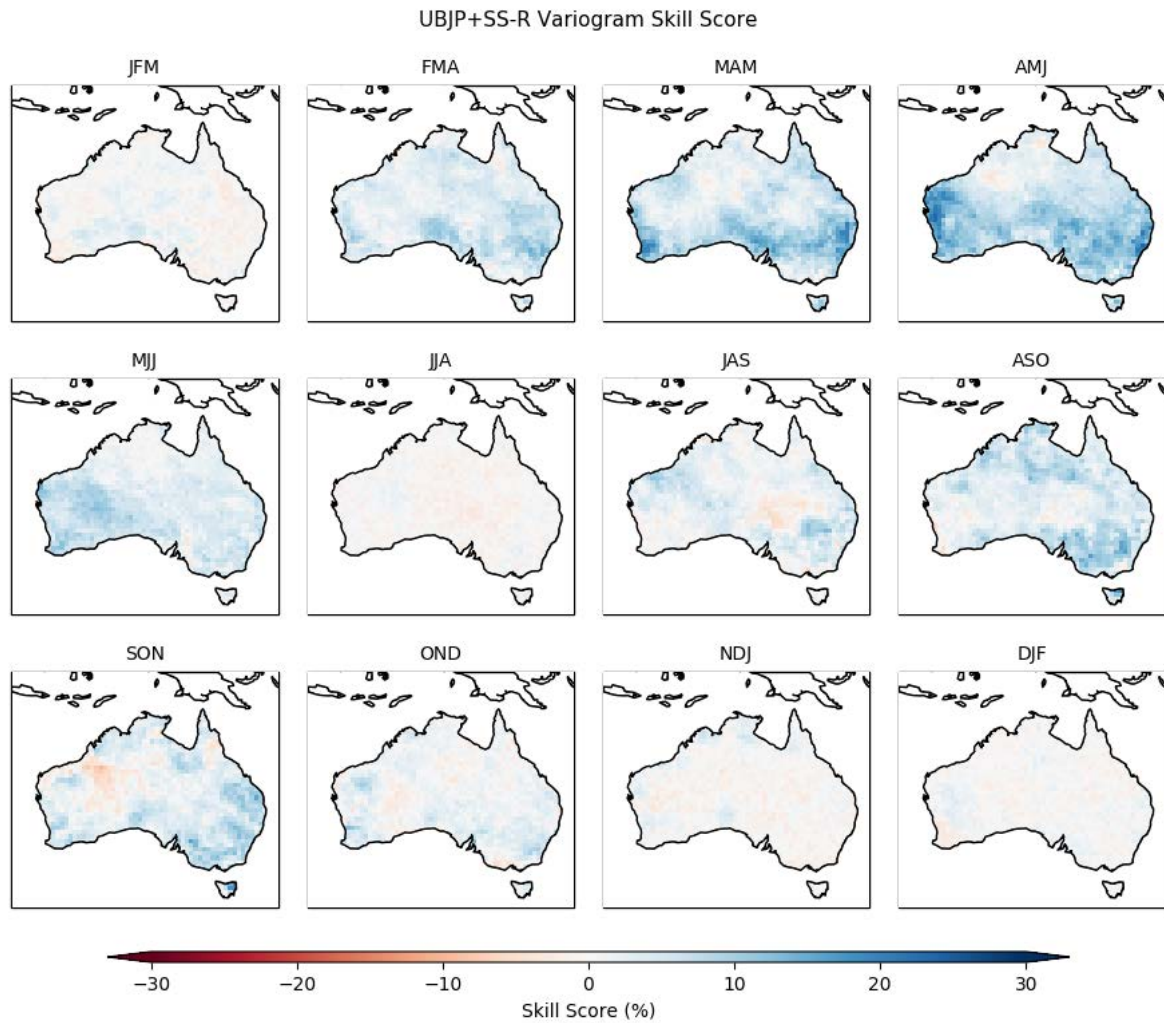 UBJP+SS-R Variogram Skill Score
JFM FMA MAM AMJ
MJJ JJA JAS ASO
SON OND NDJ DJF
−30 −20 −10 0 10 20 30
Skill Score (%)